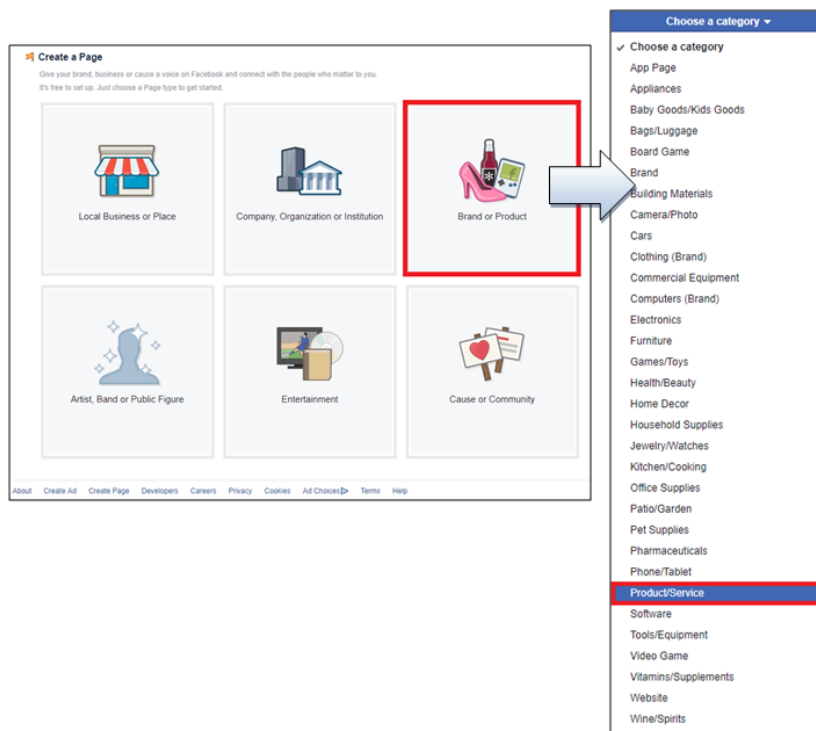 Create a Page
Give your brand, business or cause a voice on Facebook and connect with the people who matter to you.
It's free to set up. Just choose a Page type to get started.
Local Business or Place
Company, Organization or Institution
Brand or Product
Artist, Band or Public Figure
Entertainment
Cause or Community
About Create Ad Create Page Developers Careers Privacy Cookies Ad Choices Terms Help
Choose a category
Choose a category
App Page
Appliances
Baby Goods/Kids Goods
Bags/Luggage
Board Game
Brand
Building Materials
Camera/Photo
Cars
Clothing (Brand)
Commercial Equipment
Computers (Brand)
Electronics
Furniture
Games/Toys
Health/Beauty
Home Decor
Household Supplies
Jewelry/Watches
Kitchen/Cooking
Office Supplies
Patio/Garden
Pet Supplies
Pharmaceuticals
Phone/Tablet
Product/Service
Software
Tools/Equipment
Video Game
Vitamins/Supplements
Website
Wine/Spirits